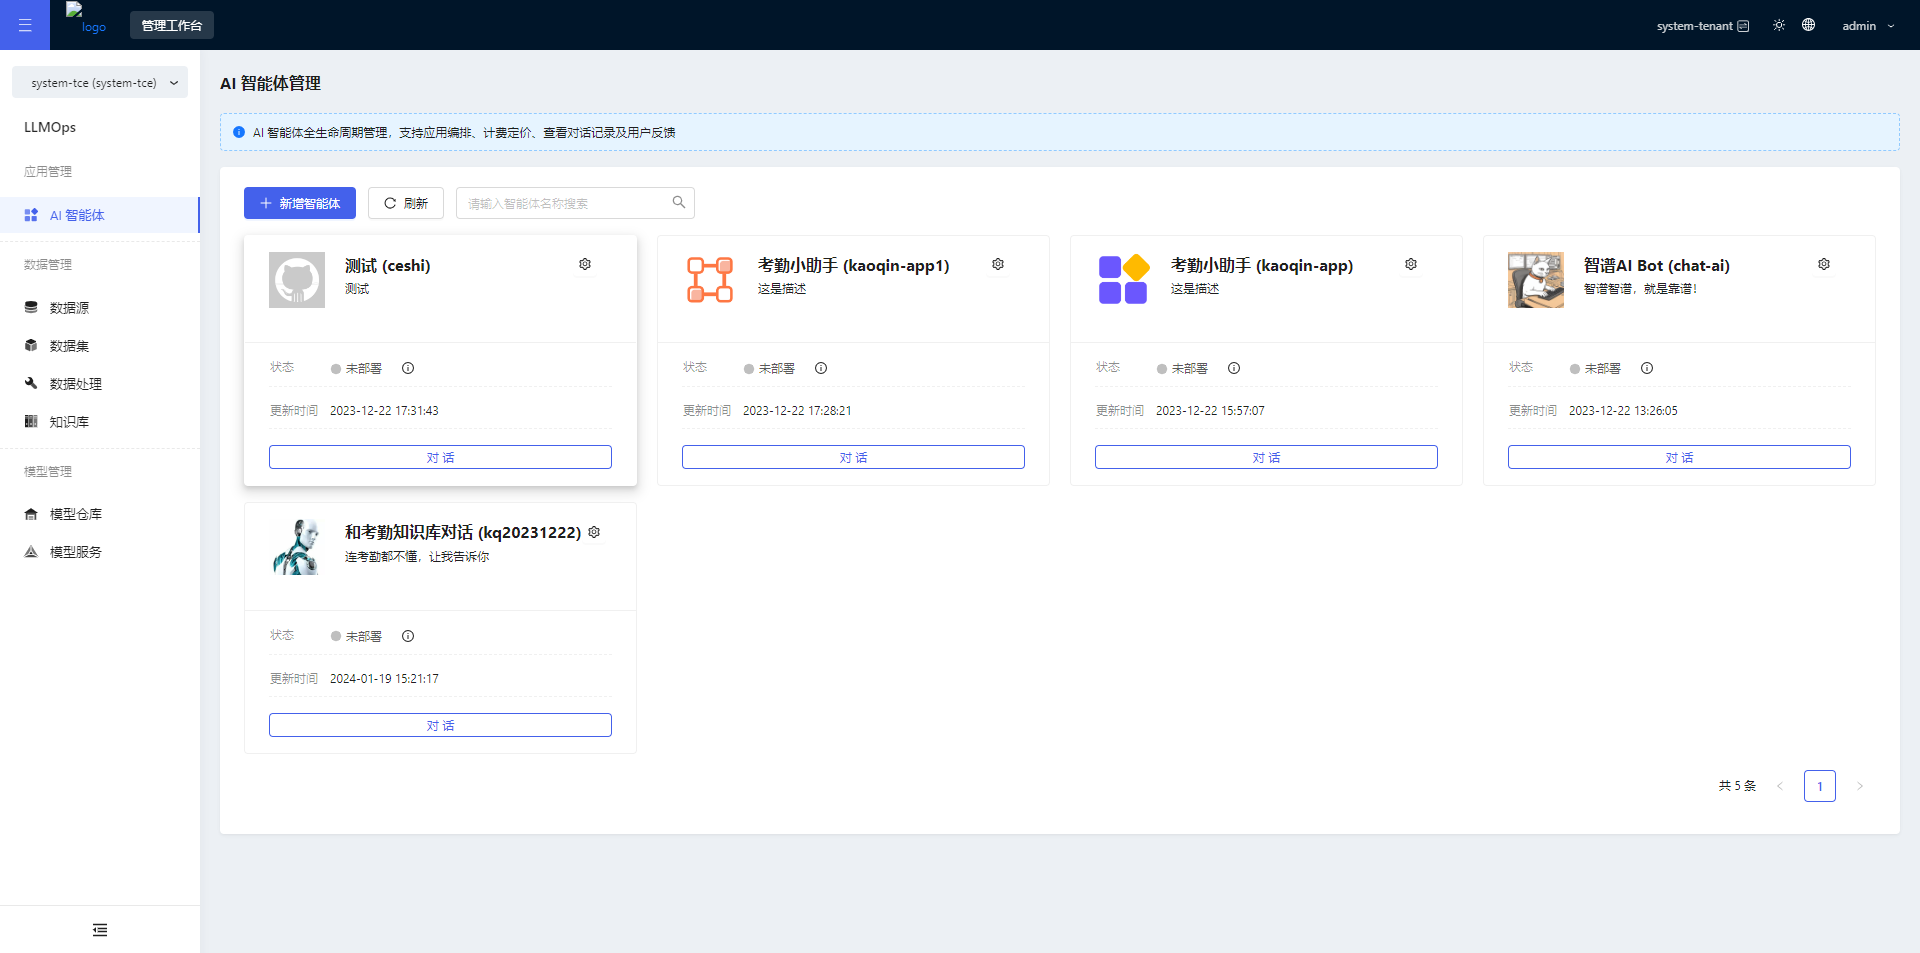 logo
管理工作台
system-tenant
admin
system-tce (system-tce)
LLMOps
应用管理
AI 智能体
数据管理
数据源
数据集
数据处理
知识库
模型管理
模型仓库
模型服务
AI 智能体管理
AI 智能体全生命周期管理，支持应用编排、计费定价、查看对话记录及用户反馈
新增智能体
刷新
请输入智能体名称搜索
测试 (ceshi)
测试
状态 未部署
更新时间 2023-12-22 17:31:43
对 话
考勤小助手 (kaoqin-app1)
这是描述
状态 未部署
更新时间 2023-12-22 17:28:21
对 话
考勤小助手 (kaoqin-app)
这是描述
状态 未部署
更新时间 2023-12-22 15:57:07
对 话
智谱AI Bot (chat-ai)
智谱智谱，就是靠谱！
状态 未部署
更新时间 2023-12-22 13:26:05
对 话
和考勤知识库对话 (kq20231222)
连考勤都不懂，让我告诉你
状态 未部署
更新时间 2024-01-19 15:21:17
对 话
共 5 条
1